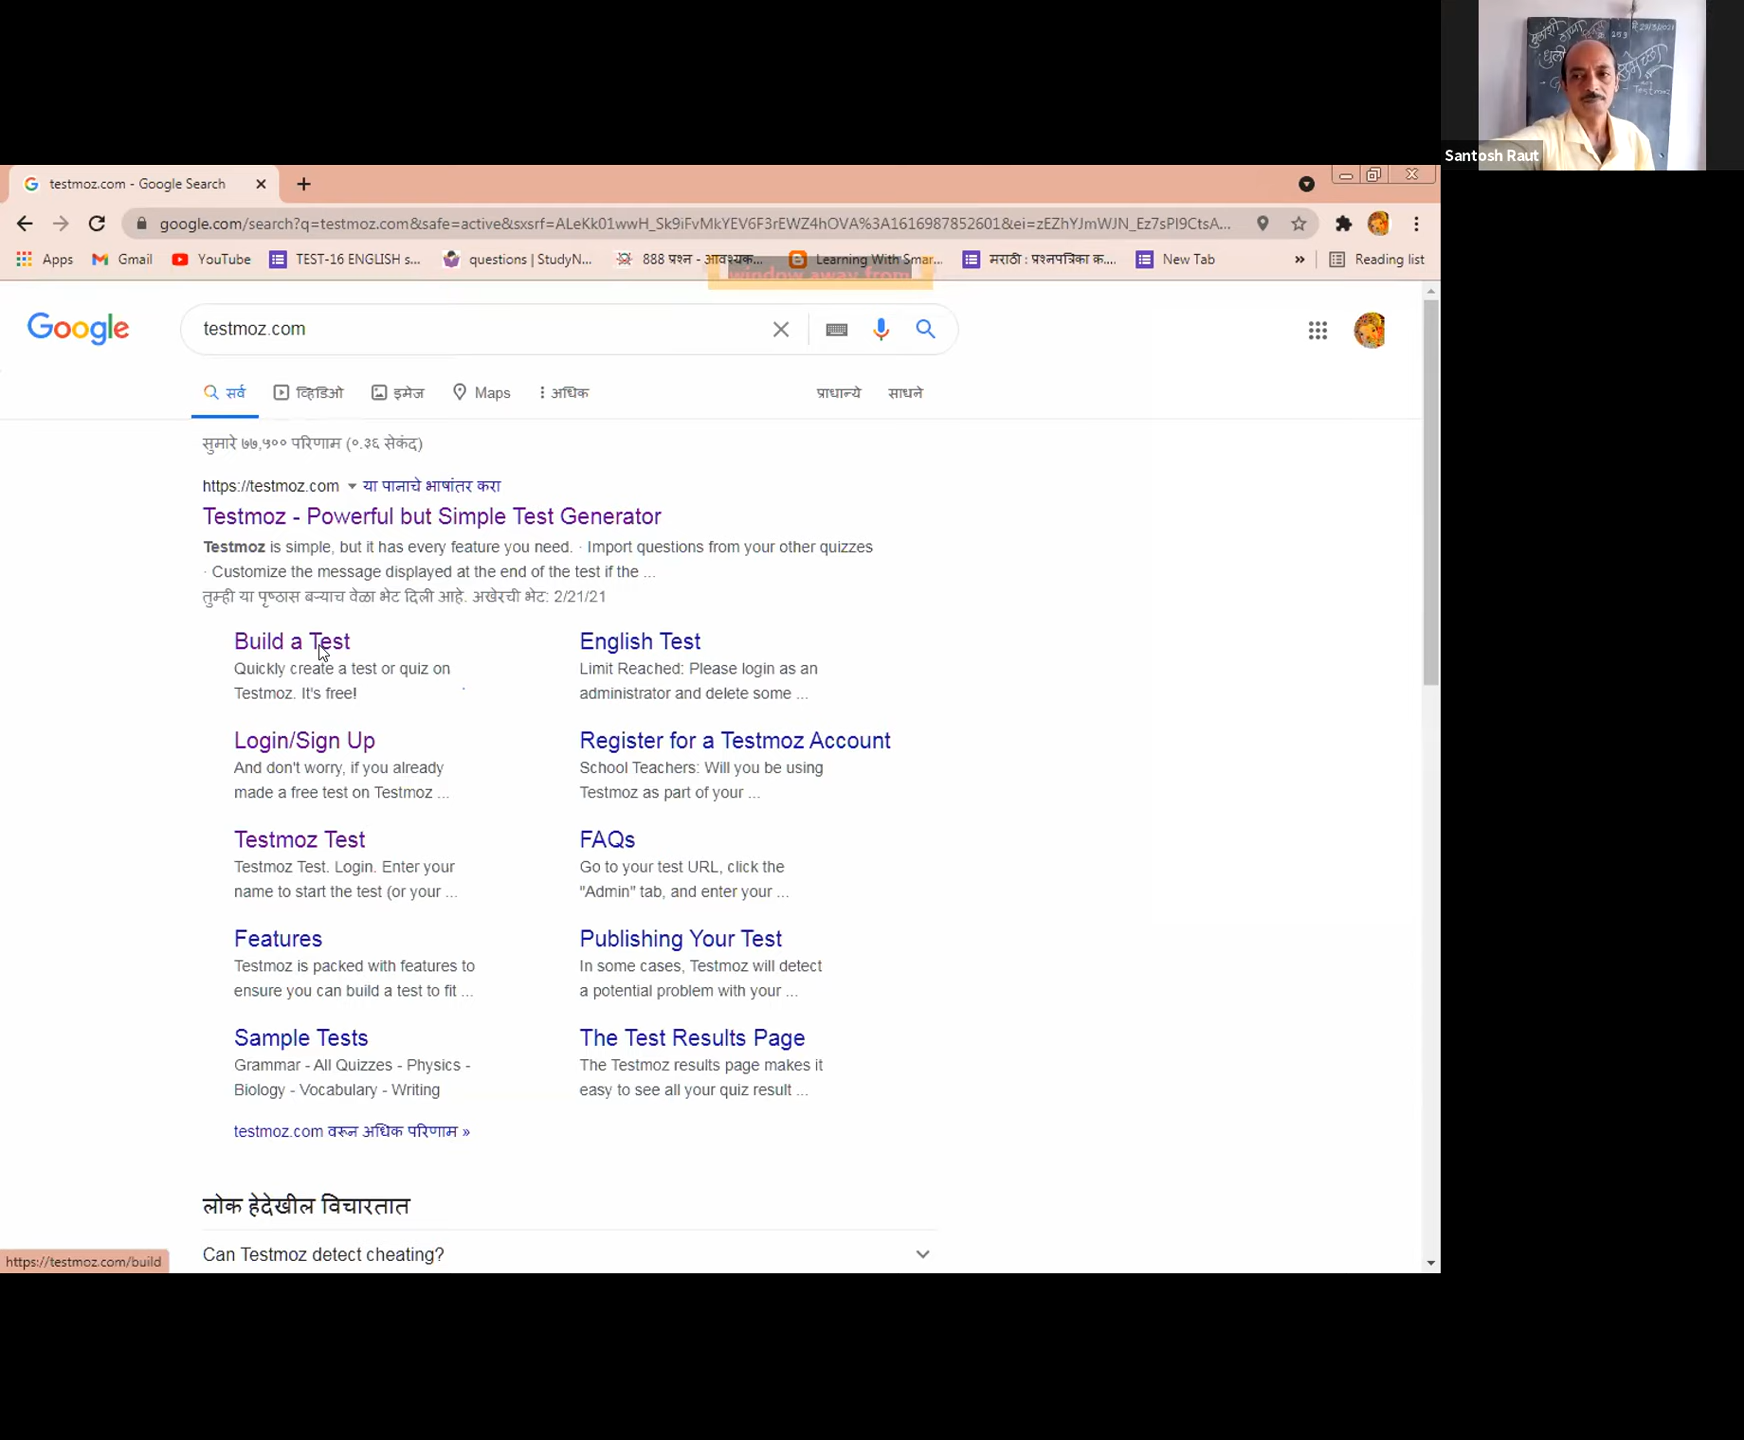 Santosh Raut
testmoz.com - Google Search
google.com/search?q=testmoz.com&safe=active&sxsrf=ALeKk01wwH_Sk9iFvMkYEV6F3rEWZ4hOVA%3A1616987852601&ei=zEZhYJmWJN_Ez7sPI9CtsA...
Apps Gmail YouTube TEST-16 ENGLISH s... questions | StudyN... 888 प्रश्न - आवश्यक... Learning With Smar... मराठी : प्रश्नपत्रिका क.... New Tab » Reading list
window away from
Google testmoz.com
सर्व व्हिडिओ इमेज Maps अधिक प्राधान्ये साधने
सुमारे ७७,५०० परिणाम (०.३६ सेकंद)
https://testmoz.com या पानाचे भाषांतर करा
Testmoz - Powerful but Simple Test Generator
Testmoz is simple, but it has every feature you need. · Import questions from your other quizzes
· Customize the message displayed at the end of the test if the ...
तुम्ही या पृष्ठास बऱ्याच वेळा भेट दिली आहे. अखेरची भेट: 2/21/21
Build a Test
Quickly create a test or quiz on
Testmoz. It's free!
English Test
Limit Reached: Please login as an
administrator and delete some ...
Login/Sign Up
And don't worry, if you already
made a free test on Testmoz ...
Register for a Testmoz Account
School Teachers: Will you be using
Testmoz as part of your ...
Testmoz Test
Testmoz Test. Login. Enter your
name to start the test (or your ...
FAQs
Go to your test URL, click the
"Admin" tab, and enter your ...
Features
Testmoz is packed with features to
ensure you can build a test to fit ...
Publishing Your Test
In some cases, Testmoz will detect
a potential problem with your ...
Sample Tests
Grammar - All Quizzes - Physics -
Biology - Vocabulary - Writing
The Test Results Page
The Testmoz results page makes it
easy to see all your quiz result ...
testmoz.com वरून अधिक परिणाम »
लोक हेदेखील विचारतात
Can Testmoz detect cheating?
https://testmoz.com/build